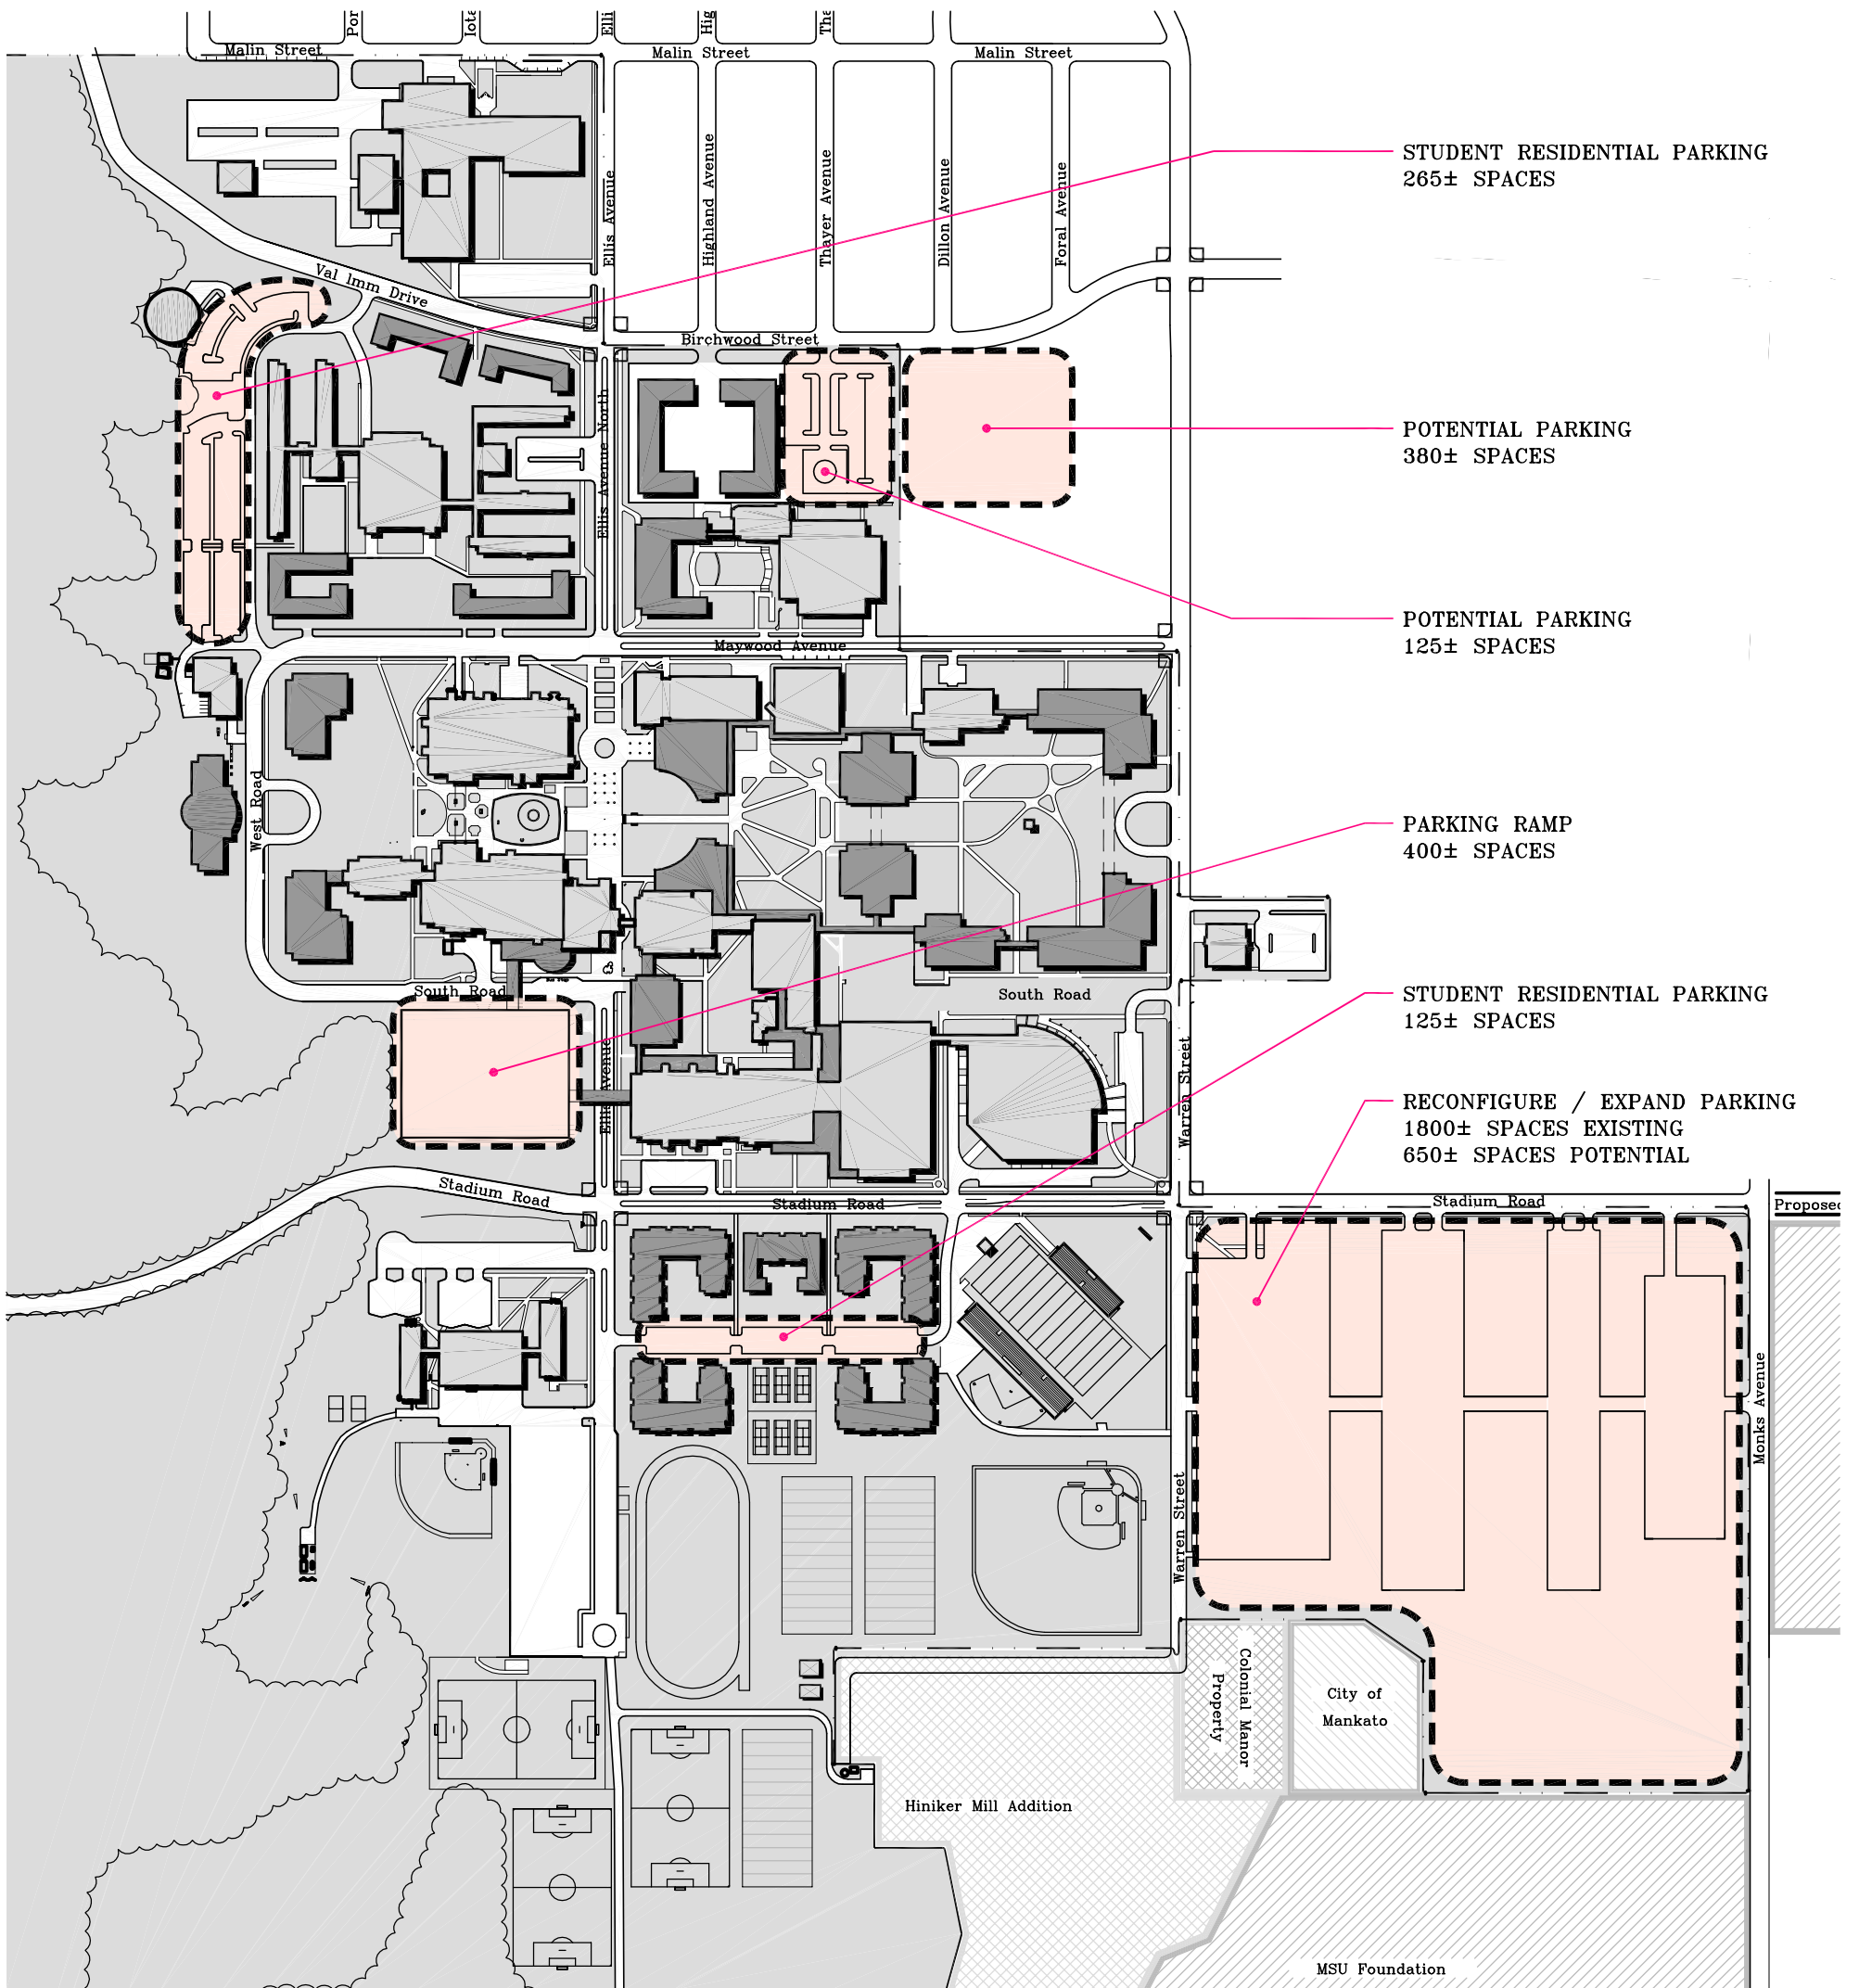 Malin Street
Malin Street
Malin Street
Ellis Avenue
Highland Avenue
Thayer Avenue
Dillon Avenue
Foral Avenue
STUDENT RESIDENTIAL PARKING
265± SPACES
Val Imm Drive
Birchwood Street
Ellis Avenue North
POTENTIAL PARKING
380± SPACES
POTENTIAL PARKING
125± SPACES
Maywood Avenue
West Road
PARKING RAMP
400± SPACES
South Road
South Road
STUDENT RESIDENTIAL PARKING
125± SPACES
Ellis Avenue
Warren Street
RECONFIGURE / EXPAND PARKING
1800± SPACES EXISTING
650± SPACES POTENTIAL
Stadium Road
Stadium Road
Stadium Road
Proposed
Monks Avenue
Warren Street
Colonial Manor
Property
City of
Mankato
Hiniker Mill Addition
MSU Foundation